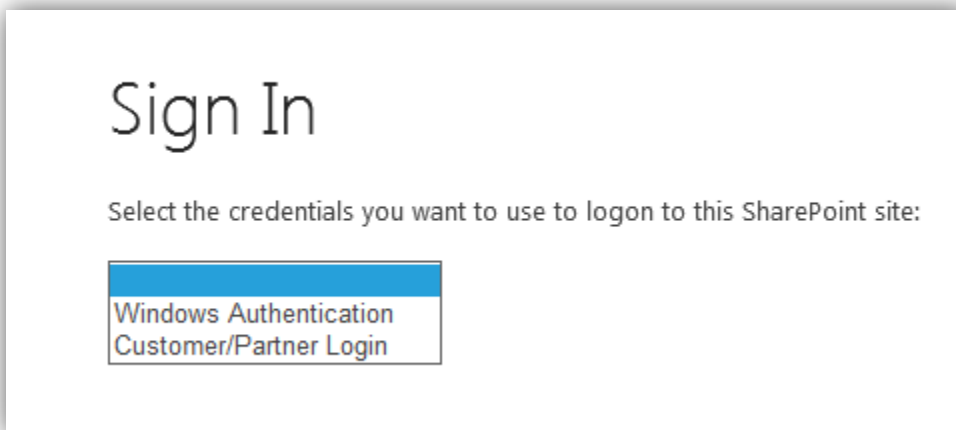 Sign In
Select the credentials you want to use to logon to this SharePoint site:
Windows Authentication
Customer/Partner Login